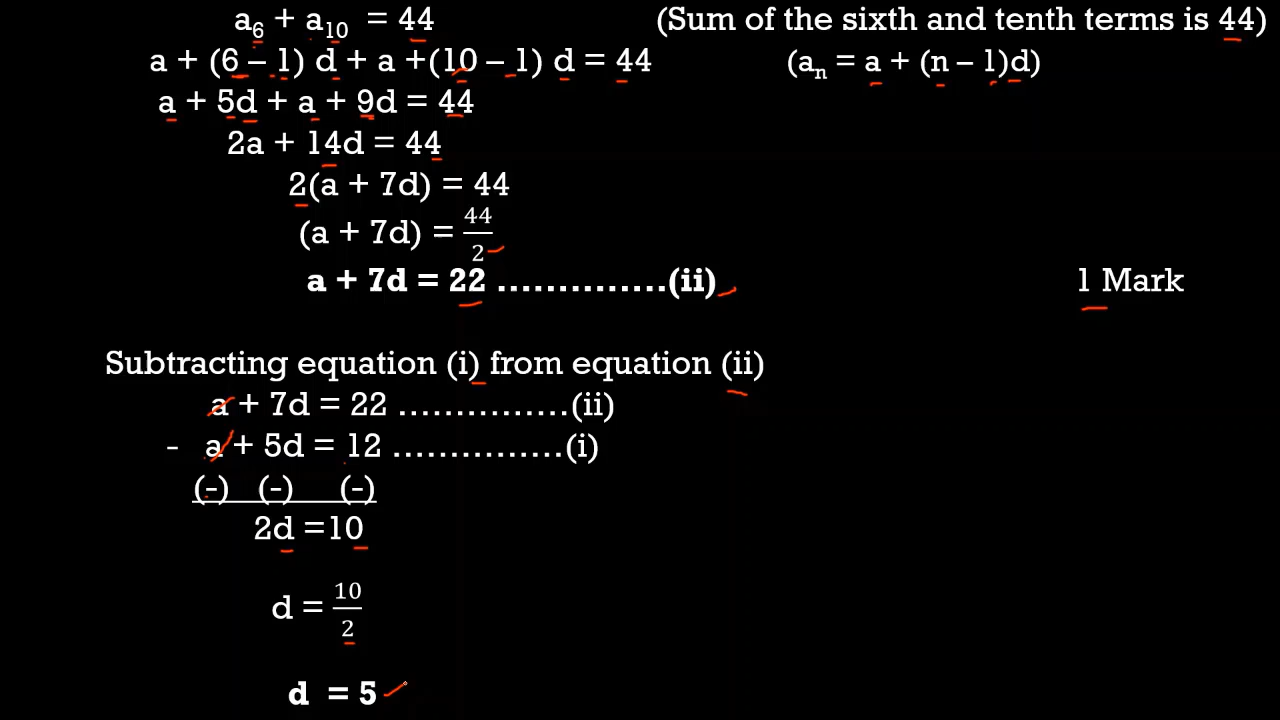 a₆ + a₁₀ = 44 (Sum of the sixth and tenth terms is 44)
a + (6 – 1) d + a +(10 – 1) d = 44 (aₙ = a + (n – 1)d)
a + 5d + a + 9d = 44
2a + 14d = 44
2(a + 7d) = 44
(a + 7d) = 44/2
a + 7d = 22 ..............(ii) 1 Mark
Subtracting equation (i) from equation (ii)
a + 7d = 22 ...............(ii)
- a + 5d = 12 ...............(i)
(-) (-) (-)
2d =10
d = 10/2
d = 5